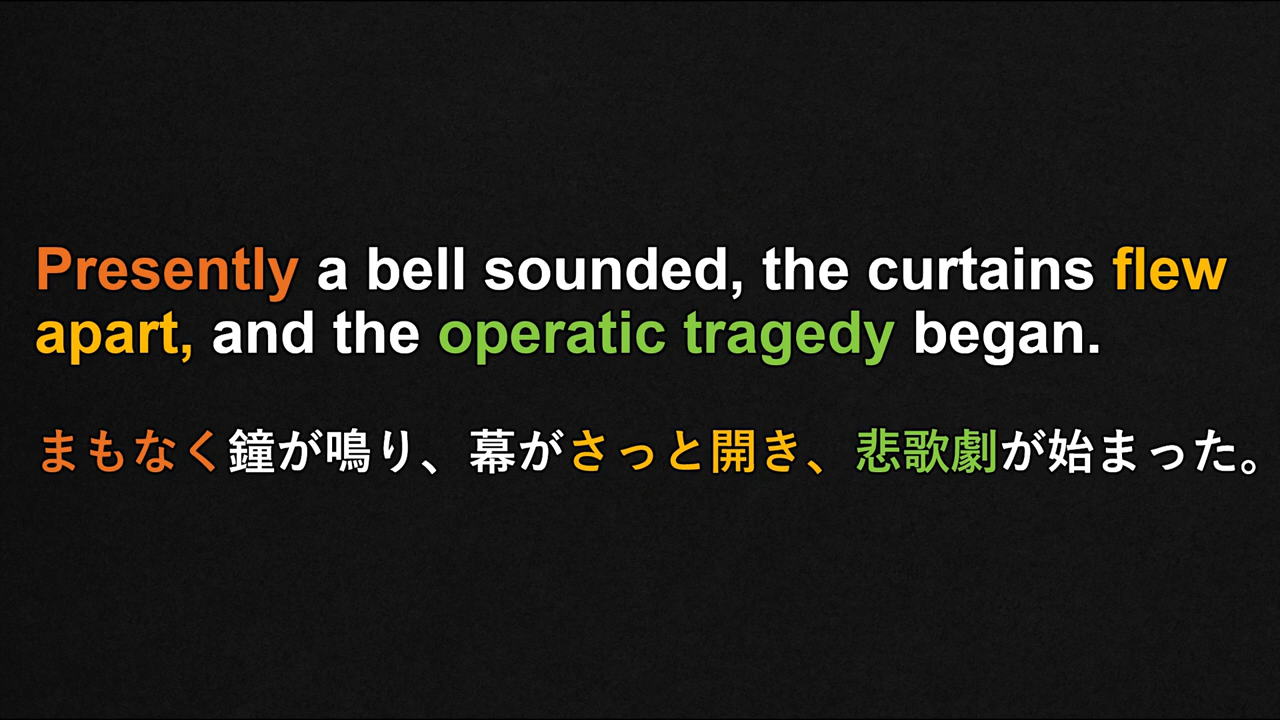 Presently a bell sounded, the curtains flew
apart, and the operatic tragedy began.
まもなく鐘が鳴り、幕がさっと開き、悲歌劇が始まった。